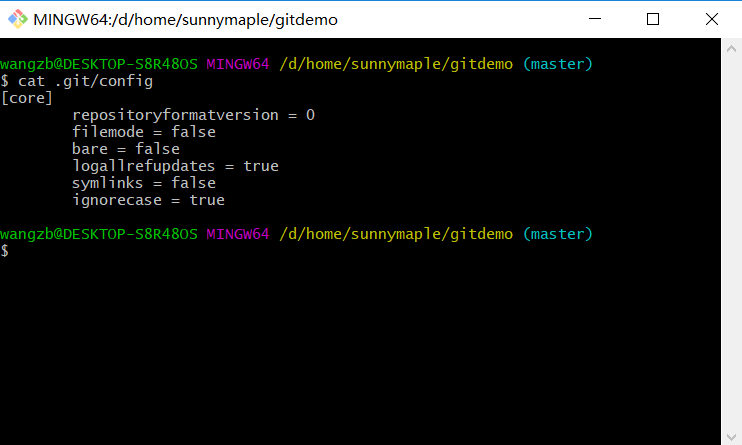 MINGW64:/d/home/sunnymaple/gitdemo
wangzb@DESKTOP-S8R48OS MINGW64 /d/home/sunnymaple/gitdemo (master)
$ cat .git/config
[core]
        repositoryformatversion = 0
        filemode = false
        bare = false
        logallrefupdates = true
        symlinks = false
        ignorecase = true
wangzb@DESKTOP-S8R48OS MINGW64 /d/home/sunnymaple/gitdemo (master)
$